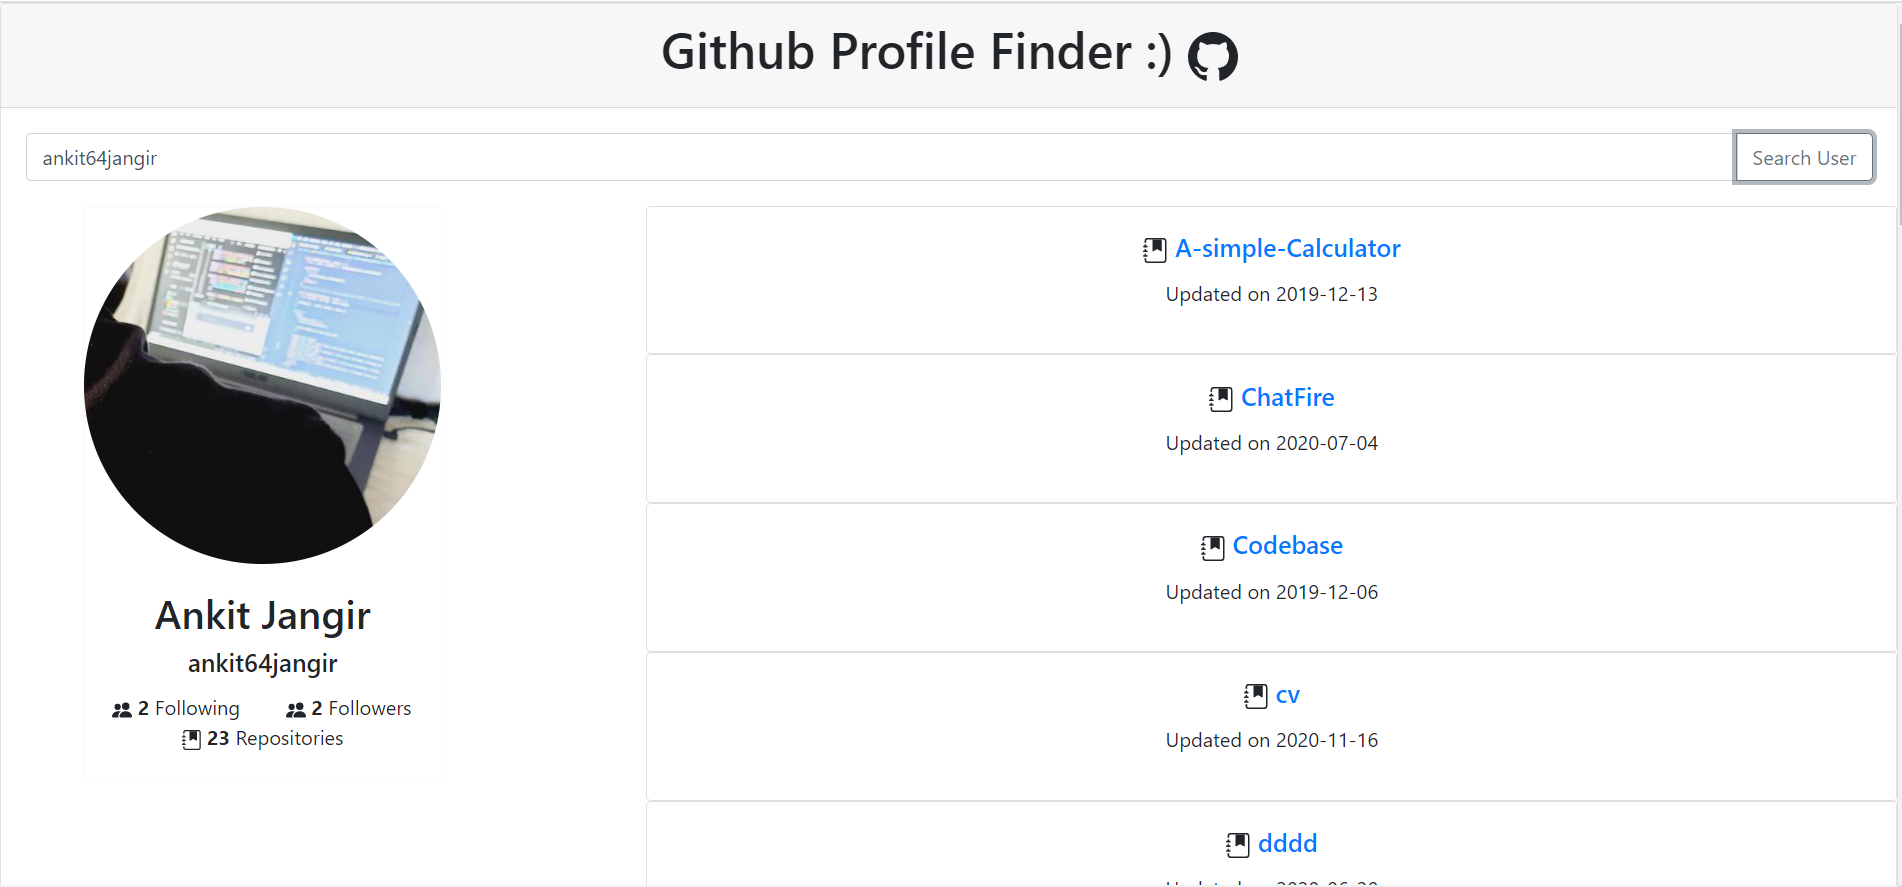 Github Profile Finder :)
ankit64jangir
Search User
Ankit Jangir
ankit64jangir
2 Following
2 Followers
23 Repositories
A-simple-Calculator
Updated on 2019-12-13
ChatFire
Updated on 2020-07-04
Codebase
Updated on 2019-12-06
cv
Updated on 2020-11-16
dddd